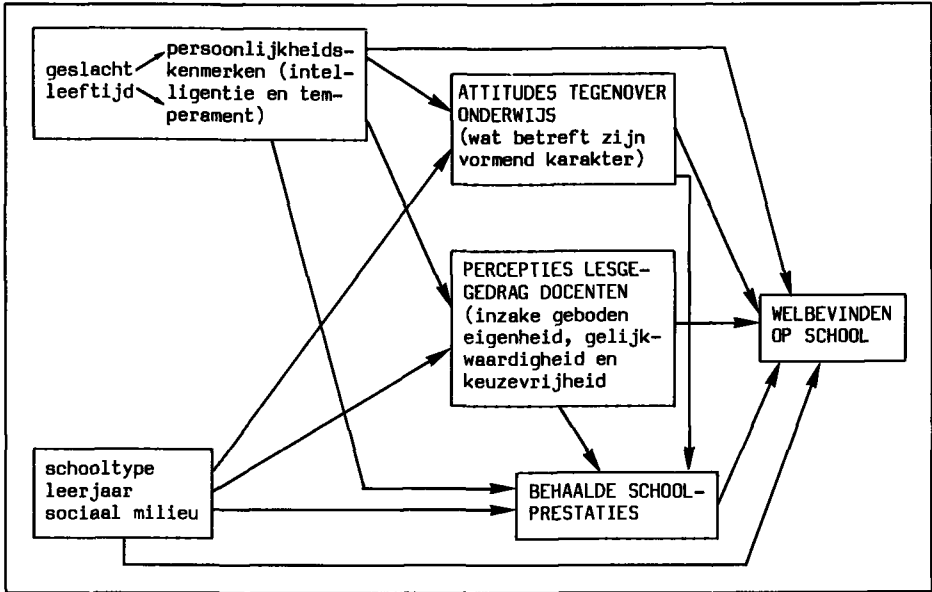 geslacht
leeftijd
persoonlijkheids-
kenmerken (intel-
ligentie en tem-
perament)
ATTITUDES TEGENOVER
ONDERWIJS
(wat betreft zijn
vormend karakter)
PERCEPTIES LESGE-
GEDRAG DOCENTEN
(inzake geboden
eigenheid, gelijk-
waardigheid en
keuzevrijheid
WELBEVINDEN
OP SCHOOL
schooltype
leerjaar
sociaal milieu
BEHAALDE SCHOOL-
PRESTATIES